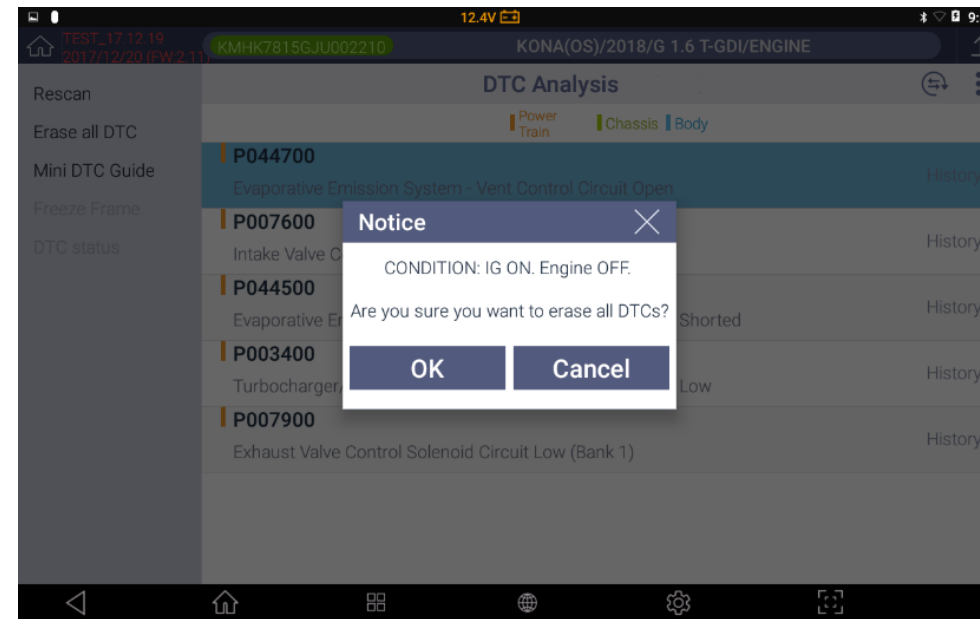 12.4V
9:
TEST_17 12.19
2017/12/20 (FW:2.11)
KMHK7815GJU002210
KONA(OS)/2018/G 1.6 T-GDI/ENGINE
DTC Analysis
Power
Train
Chassis
Body
Rescan
Erase all DTC
Mini DTC Guide
Freeze Frame
DTC status
P044700
Evaporative Emission System - Vent Control Circuit Open
History
P007600
Intake Valve
History
P044500
Evaporative
Shorted
History
P003400
Turbocharger/
Low
History
P007900
Exhaust Valve Control Solenoid Circuit Low (Bank 1)
History
Notice
CONDITION: IG ON. Engine OFF.
Are you sure you want to erase all DTCs?
OK
Cancel